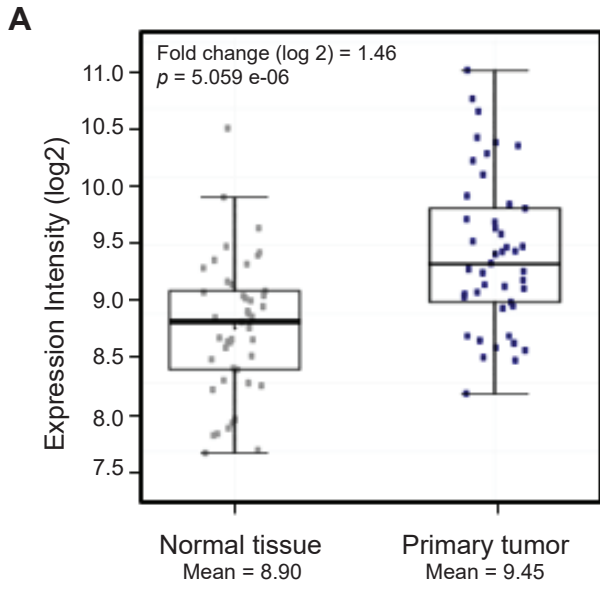 A
Fold change (log 2) = 1.46
p = 5.059 e-06
Expression Intensity (log2)
11.0
10.5
10.0
9.5
9.0
8.5
8.0
7.5
Normal tissue
Mean = 8.90
Primary tumor
Mean = 9.45